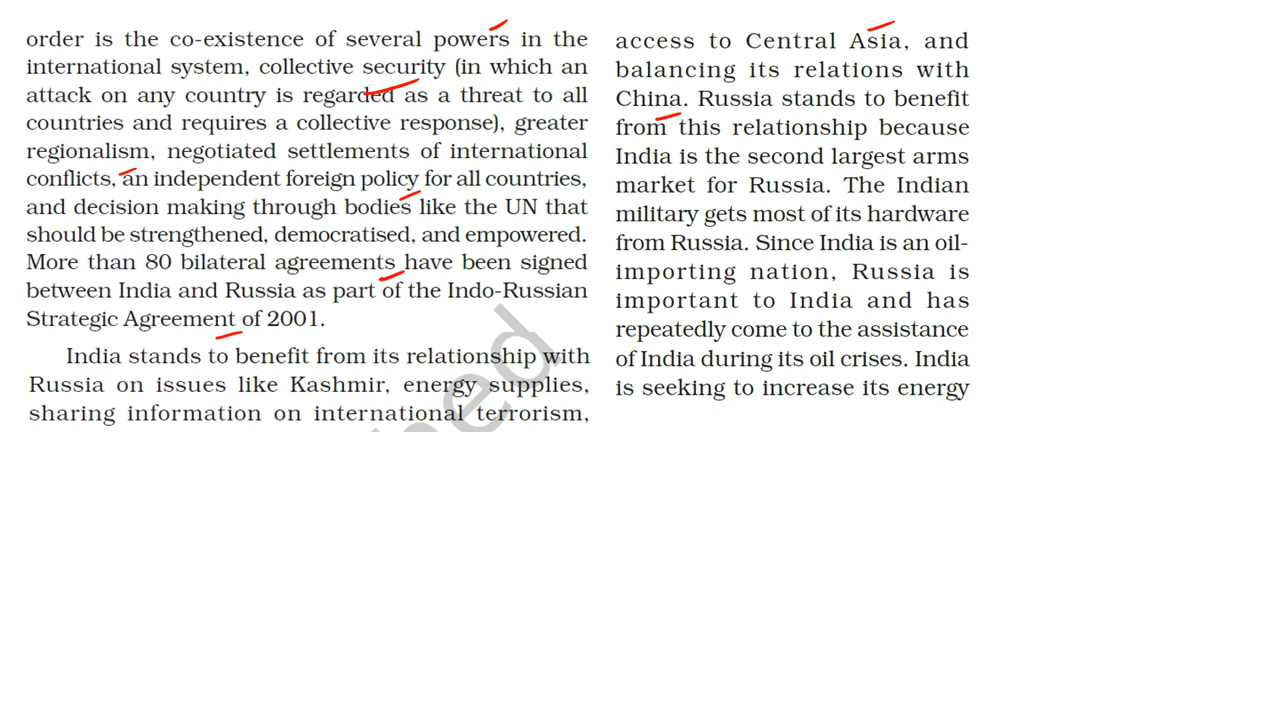 order is the co-existence of several powers in the
international system, collective security (in which an
attack on any country is regarded as a threat to all
countries and requires a collective response), greater
regionalism, negotiated settlements of international
conflicts, an independent foreign policy for all countries,
and decision making through bodies like the UN that
should be strengthened, democratised, and empowered.
More than 80 bilateral agreements have been signed
between India and Russia as part of the Indo-Russian
Strategic Agreement of 2001.
India stands to benefit from its relationship with
Russia on issues like Kashmir, energy supplies,
sharing information on international terrorism,
access to Central Asia, and
balancing its relations with
China. Russia stands to benefit
from this relationship because
India is the second largest arms
market for Russia. The Indian
military gets most of its hardware
from Russia. Since India is an oil-
importing nation, Russia is
important to India and has
repeatedly come to the assistance
of India during its oil crises. India
is seeking to increase its energy